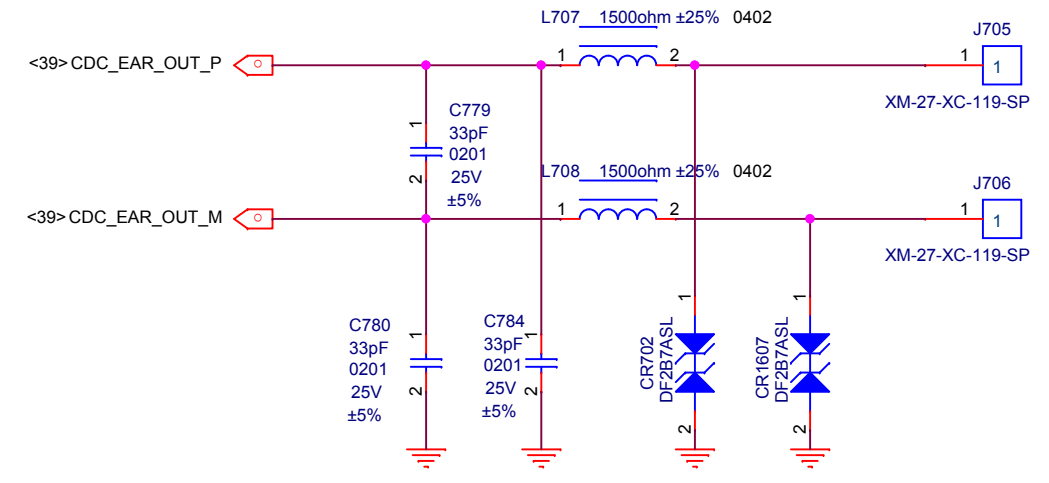 L707 1500ohm ±25% 0402
J705
<39> CDC_EAR_OUT_P
1 2
1
1
XM-27-XC-119-SP
C779
33pF
0201
25V
±5%
1
2
L708 1500ohm ±25% 0402
J706
<39> CDC_EAR_OUT_M
1 2
1
1
XM-27-XC-119-SP
C780
33pF
0201
25V
±5%
1
2
C784
33pF
0201
25V
±5%
1
2
CR702
DF2B7ASL
1
2
CR1607
DF2B7ASL
1
2